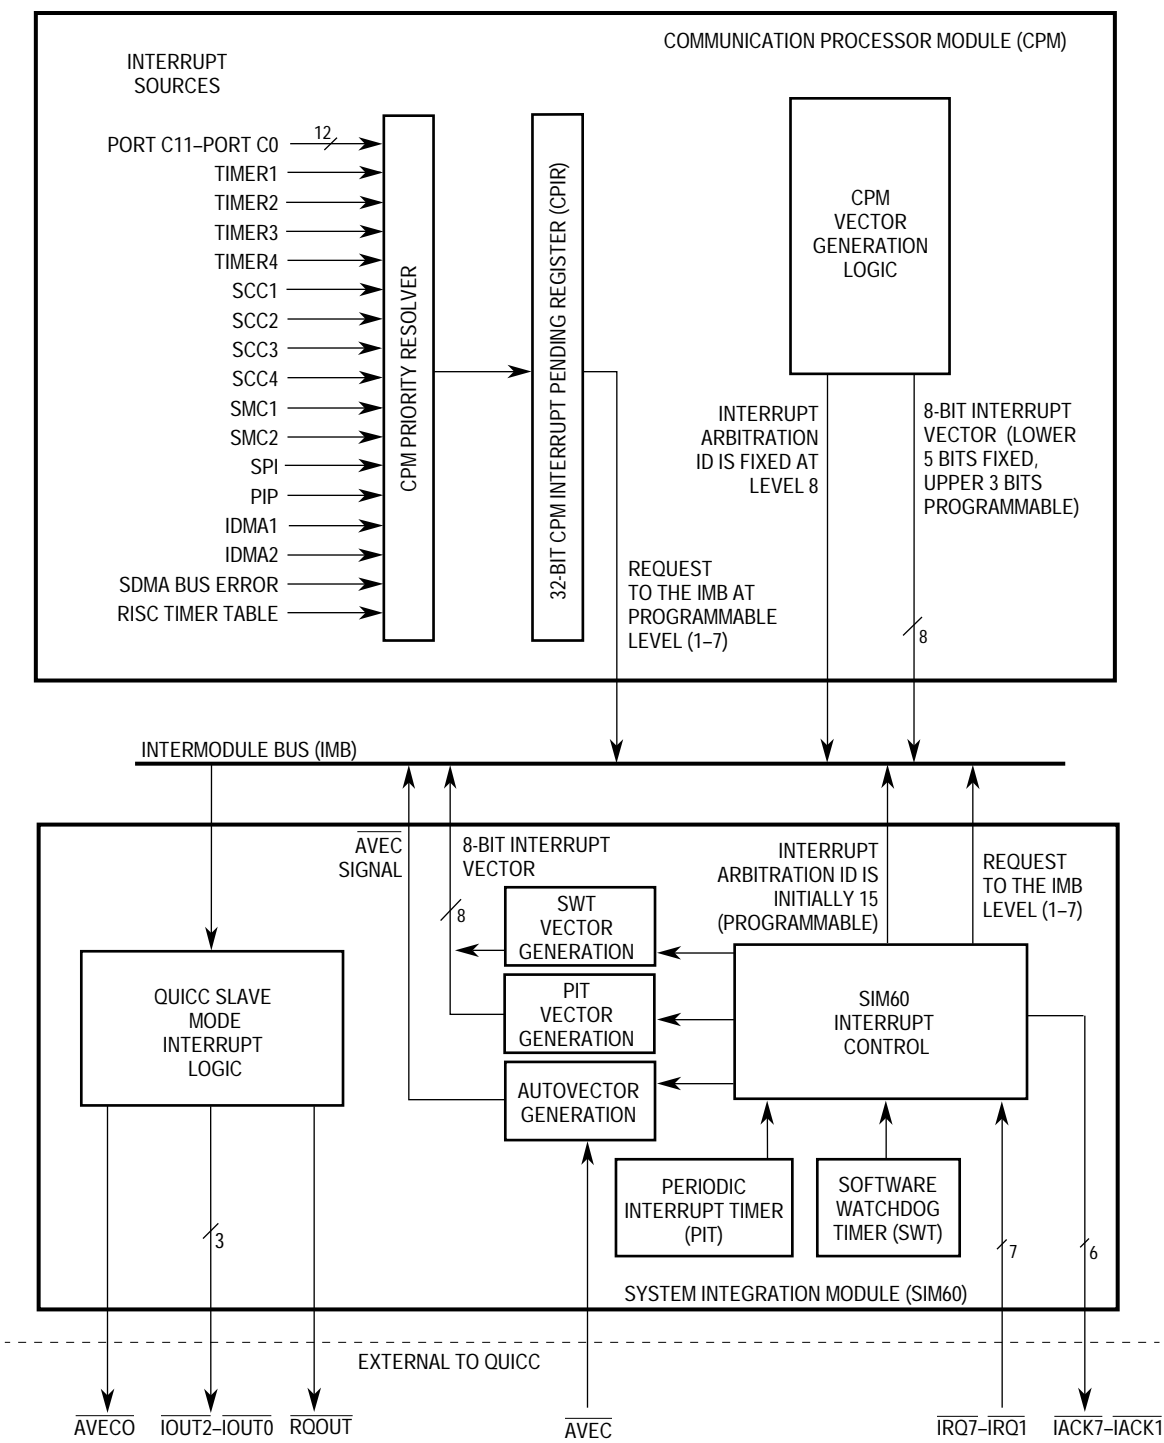 COMMUNICATION PROCESSOR MODULE (CPM)
INTERRUPT
SOURCES
PORT C11–PORT C0
12
TIMER1
TIMER2
TIMER3
TIMER4
SCC1
SCC2
SCC3
SCC4
SMC1
SMC2
SPI
PIP
IDMA1
IDMA2
SDMA BUS ERROR
RISC TIMER TABLE
CPM PRIORITY RESOLVER
32-BIT CPM INTERRUPT PENDING REGISTER (CPIR)
CPM
VECTOR
GENERATION
LOGIC
INTERRUPT
ARBITRATION
ID IS FIXED AT
LEVEL 8
8-BIT INTERRUPT
VECTOR (LOWER
5 BITS FIXED,
UPPER 3 BITS
PROGRAMMABLE)
REQUEST
TO THE IMB AT
PROGRAMMABLE
LEVEL (1–7)
8
INTERMODULE BUS (IMB)
AVEC
SIGNAL
8-BIT INTERRUPT
VECTOR
8
INTERRUPT
ARBITRATION ID IS
INITIALLY 15
(PROGRAMMABLE)
REQUEST
TO THE IMB
LEVEL (1–7)
SWT
VECTOR
GENERATION
PIT
VECTOR
GENERATION
AUTOVECTOR
GENERATION
QUICC SLAVE
MODE
INTERRUPT
LOGIC
SIM60
INTERRUPT
CONTROL
PERIODIC
INTERRUPT TIMER
(PIT)
SOFTWARE
WATCHDOG
TIMER (SWT)
3
7
6
SYSTEM INTEGRATION MODULE (SIM60)
EXTERNAL TO QUICC
AVECO
IOUT2–IOUT0
RQOUT
AVEC
IRQ7–IRQ1
IACK7–IACK1